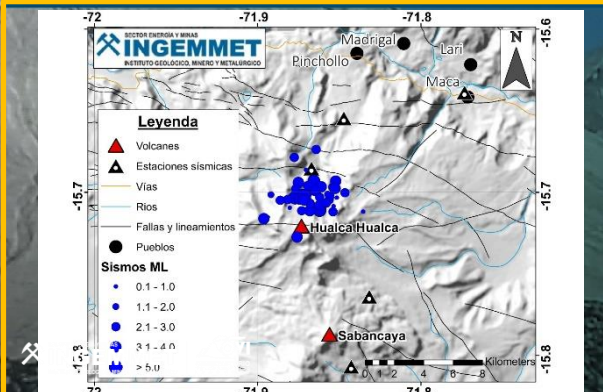 -72
-71.9
-71.8
-15.6
SECTOR ENERGÍA Y MINAS
INGEMMET
INSTITUTO GEOLÓGICO, MINERO Y METALÚRGICO
Madrigal
Pinchollo
Lari
Maca
N
Leyenda
Volcanes
Estaciones sísmicas
Vías
Rios
Fallas y lineamientos
Pueblos
Sismos ML
0.1 - 1.0
1.1 - 2.0
2.1 - 3.0
3.1 - 4.0
> 5.0
-15.7
-15.7
Hualca Hualca
Sabancaya
Kilometers
0 1 2 4 6 8
-15.8
-15.8
-72
-71.9
-71.8